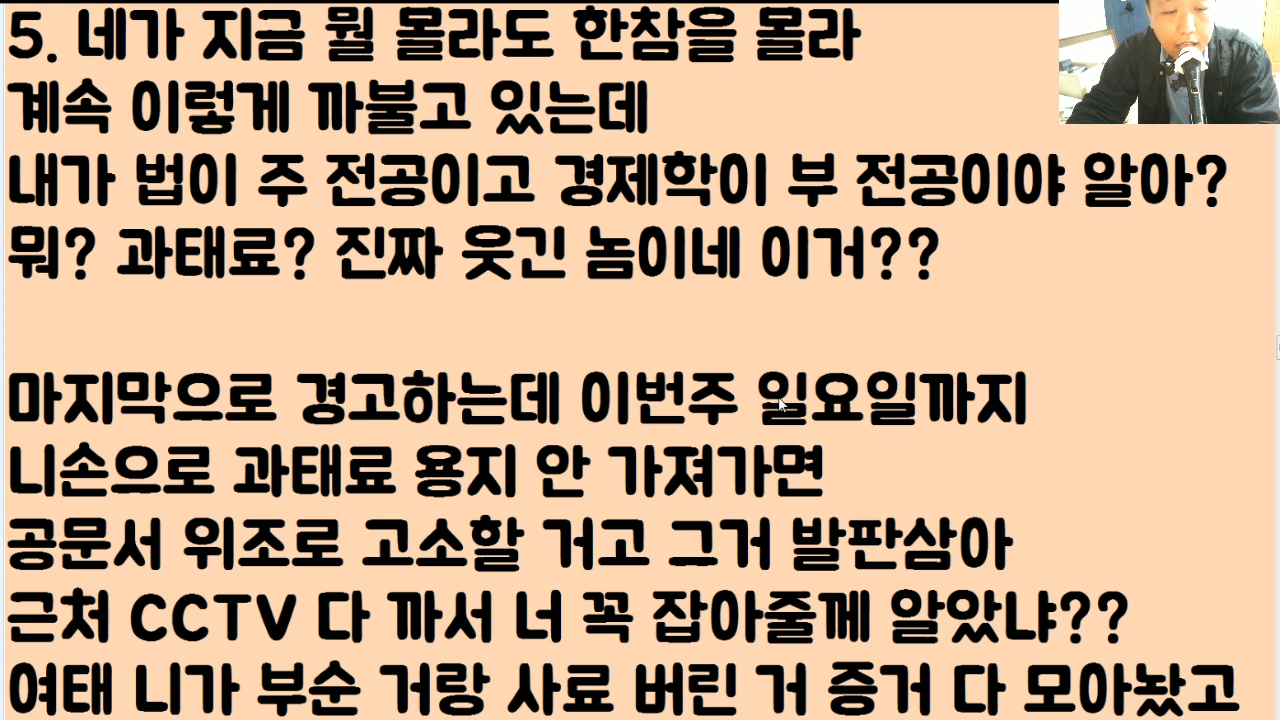 5. 네가 지금 뭘 몰라도 한참을 몰라
계속 이렇게 까불고 있는데
내가 법이 주 전공이고 경제학이 부 전공이야 알아?
뭐? 과태료? 진짜 웃긴 놈이네 이거??
마지막으로 경고하는데 이번주 일요일까지
니손으로 과태료 용지 안 가져가면
공문서 위조로 고소할 거고 그거 발판삼아
근처 CCTV 다 까서 너 꼭 잡아줄께 알았냐??
여태 니가 부순 거랑 사료 버린 거 증거 다 모아놨고